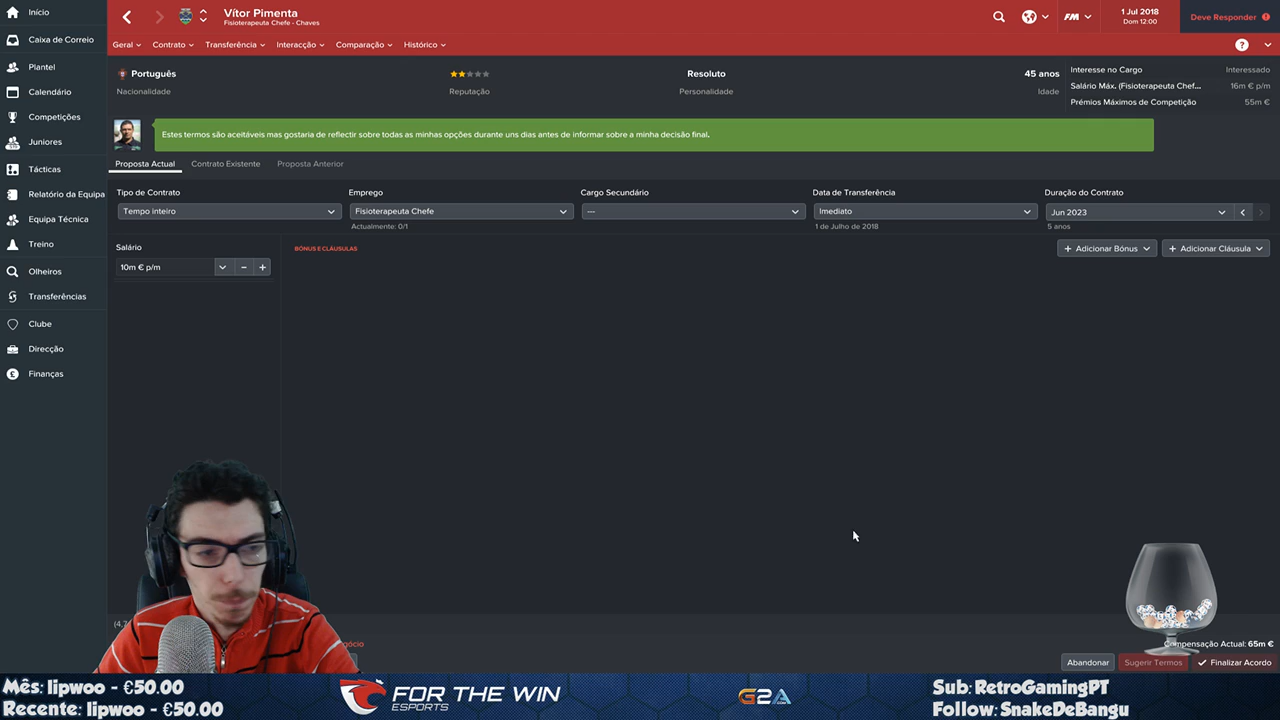 Início
Caixa de Correio
Plantel
Calendário
Competições
Juniores
Tácticas
Relatório da Equipa
Equipa Técnica
Treino
Olheiros
Transferências
Clube
Direcção
Finanças
Vítor Pimenta
Fisioterapeuta Chefe - Chaves
FM
1 Jul 2018
Dom 12:00
Deve Responder
Geral
Contrato
Transferência
Interacção
Comparação
Histórico
Português
Nacionalidade
Reputação
Resoluto
Personalidade
45 anos
Idade
Interesse no Cargo Interessado
Salário Máx. (Fisioterapeuta Chef... 16m € p/m
Prémios Máximos de Competição 55m €
Estes termos são aceitáveis mas gostaria de reflectir sobre todas as minhas opções durante uns dias antes de informar sobre a minha decisão final.
Proposta Actual
Contrato Existente
Proposta Anterior
Tipo de Contrato
Tempo inteiro
Emprego
Fisioterapeuta Chefe
Actualmente: 0/1
Cargo Secundário
---
Data de Transferência
Imediato
1 de Julho de 2018
Duração do Contrato
Jun 2023
5 anos
Salário
10m € p/m
BÓNUS E CLÁUSULAS
+ Adicionar Bónus
+ Adicionar Cláusula
Compensação Actual: 65m €
Abandonar
Sugerir Termos
Finalizar Acordo
Mês: lipwoo - €50.00
Recente: lipwoo - €50.00
FOR THE WIN
ESPORTS
G2A
.COM
Sub: RetroGamingPT
Follow: SnakeDeBangu